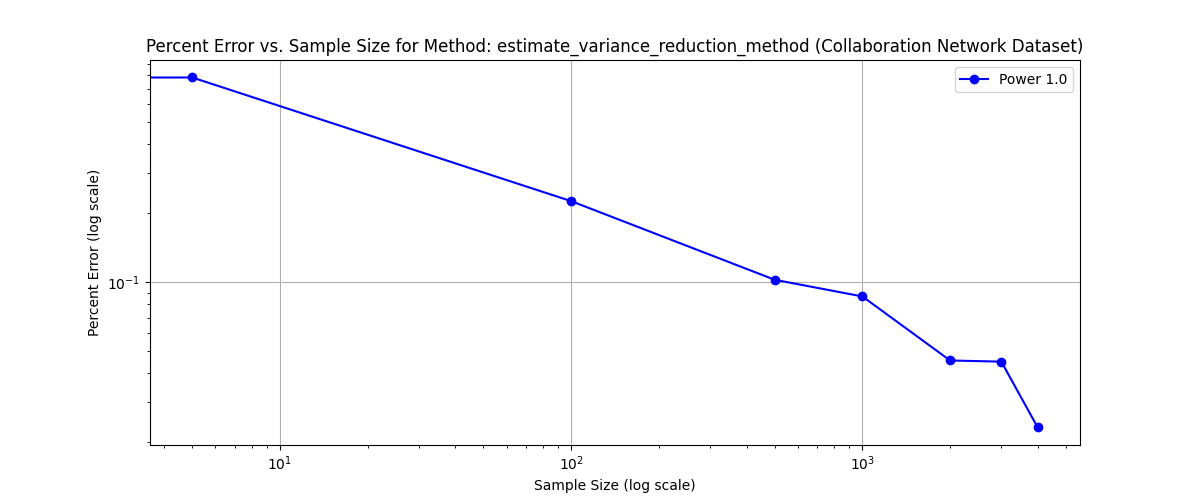 Percent Error vs. Sample Size for Method: estimate_variance_reduction_method (Collaboration Network Dataset)
Power 1.0
Percent Error (log scale)
10⁻¹
10¹ 10² 10³
Sample Size (log scale)